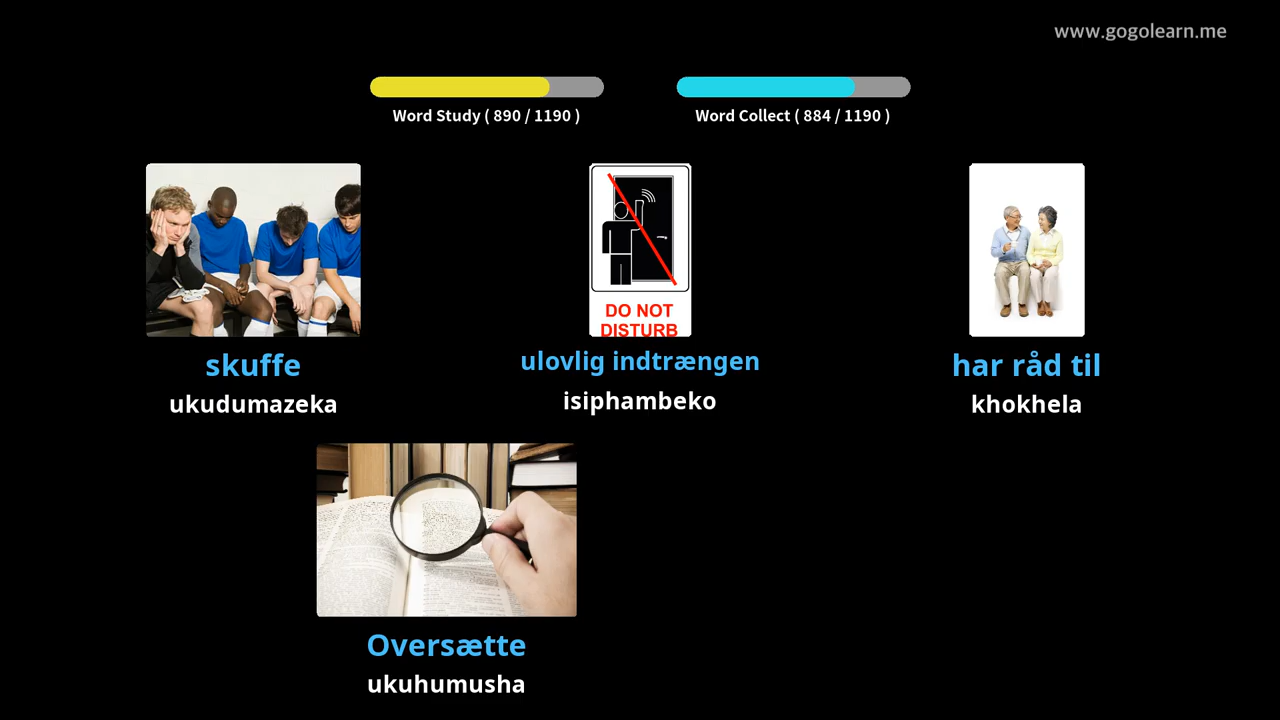 www.gogolearn.me
Word Study ( 890 / 1190 )
Word Collect ( 884 / 1190 )
DO NOT
DISTURB
skuffe
ukudumazeka
ulovlig indtrængen
isiphambeko
har råd til
khokhela
Oversætte
ukuhumusha